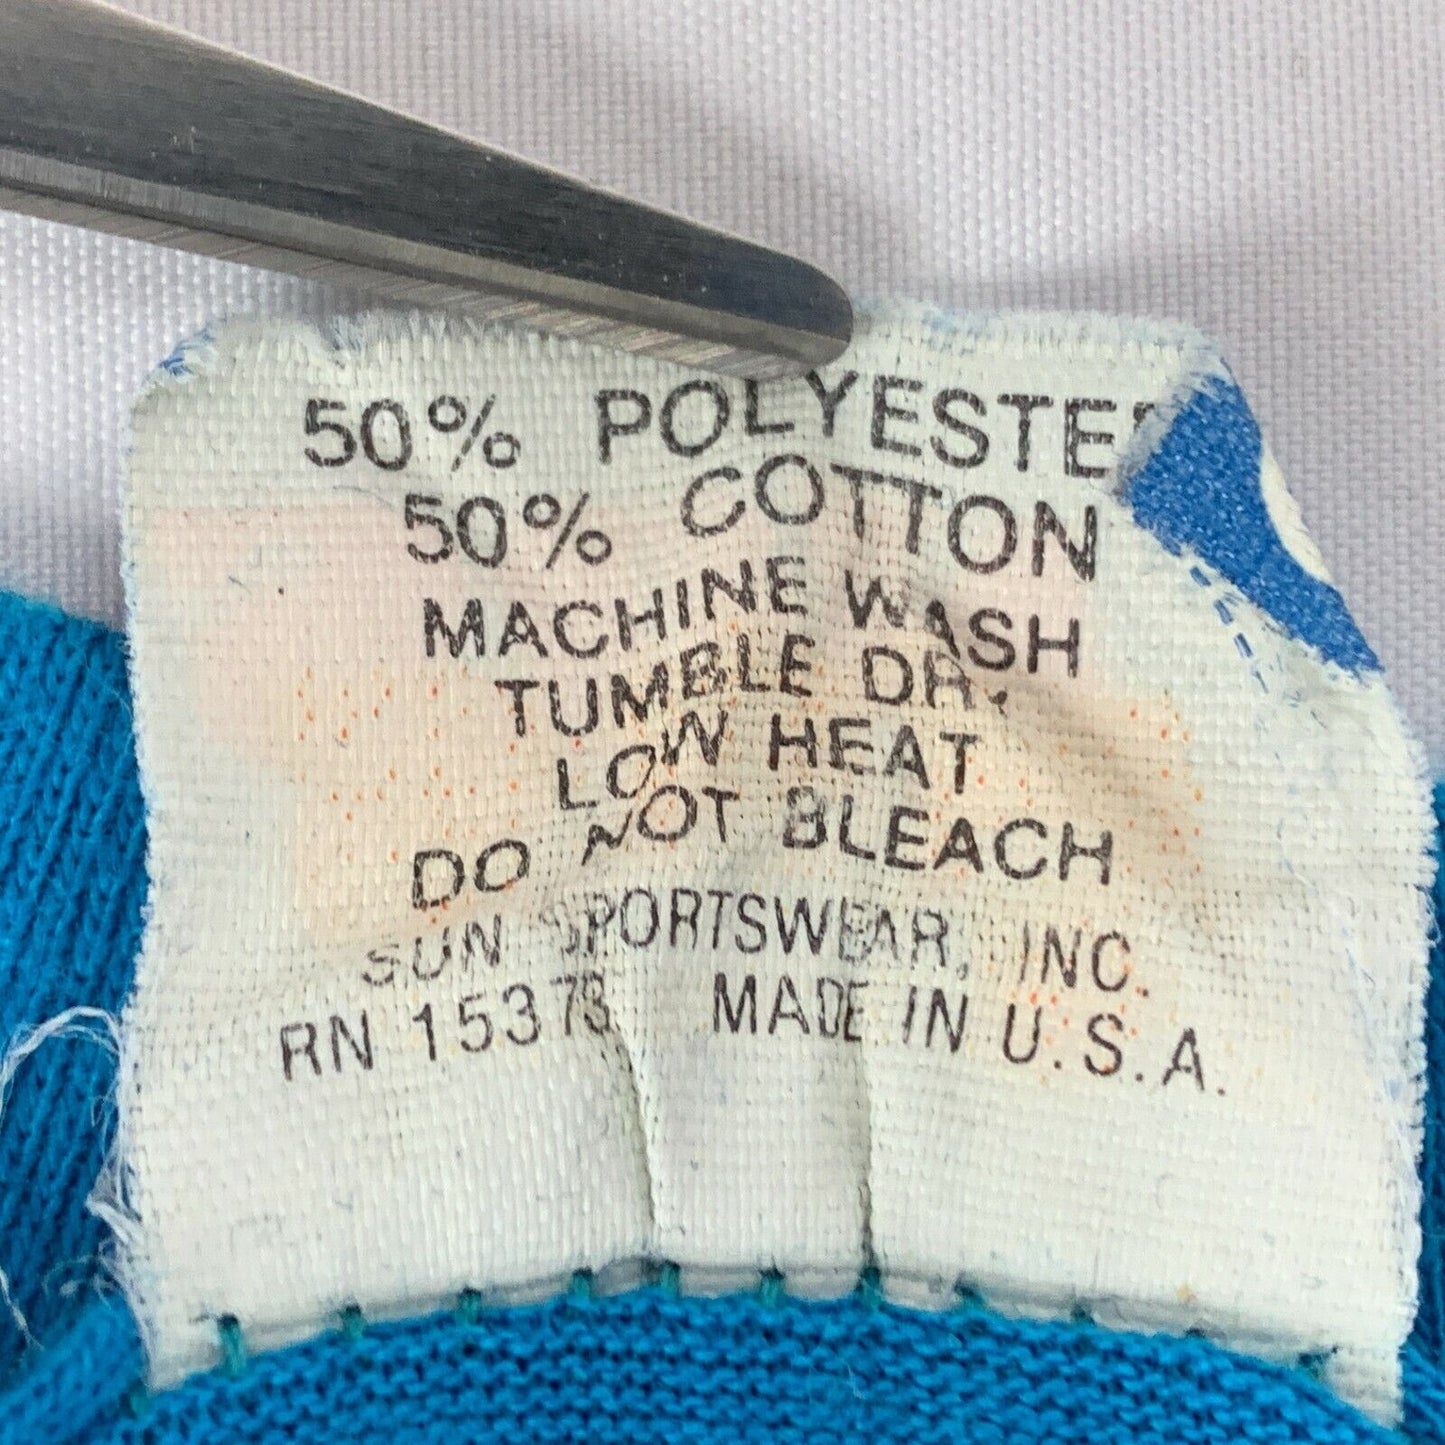 50% POLYESTER
50% COTTON
MACHINE WASH
TUMBLE DRY
LOW HEAT
DO NOT BLEACH
SUN SPORTSWEAR, INC.
RN 15373 MADE IN U.S.A.